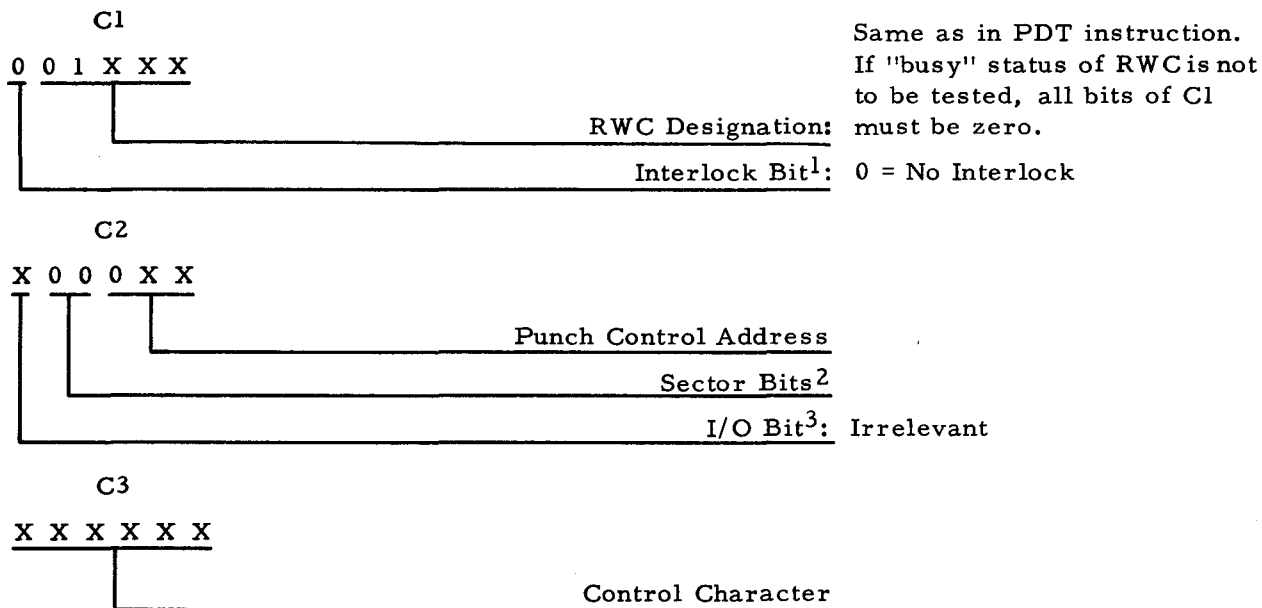 C1
0 0 1 X X X
Same as in PDT instruction.
If "busy" status of RWC is not
to be tested, all bits of C1
RWC Designation: must be zero.
Interlock Bit1: 0 = No Interlock
C2
X 0 0 0 X X
Punch Control Address
Sector Bits2
I/O Bit3: Irrelevant
C3
X X X X X X
Control Character